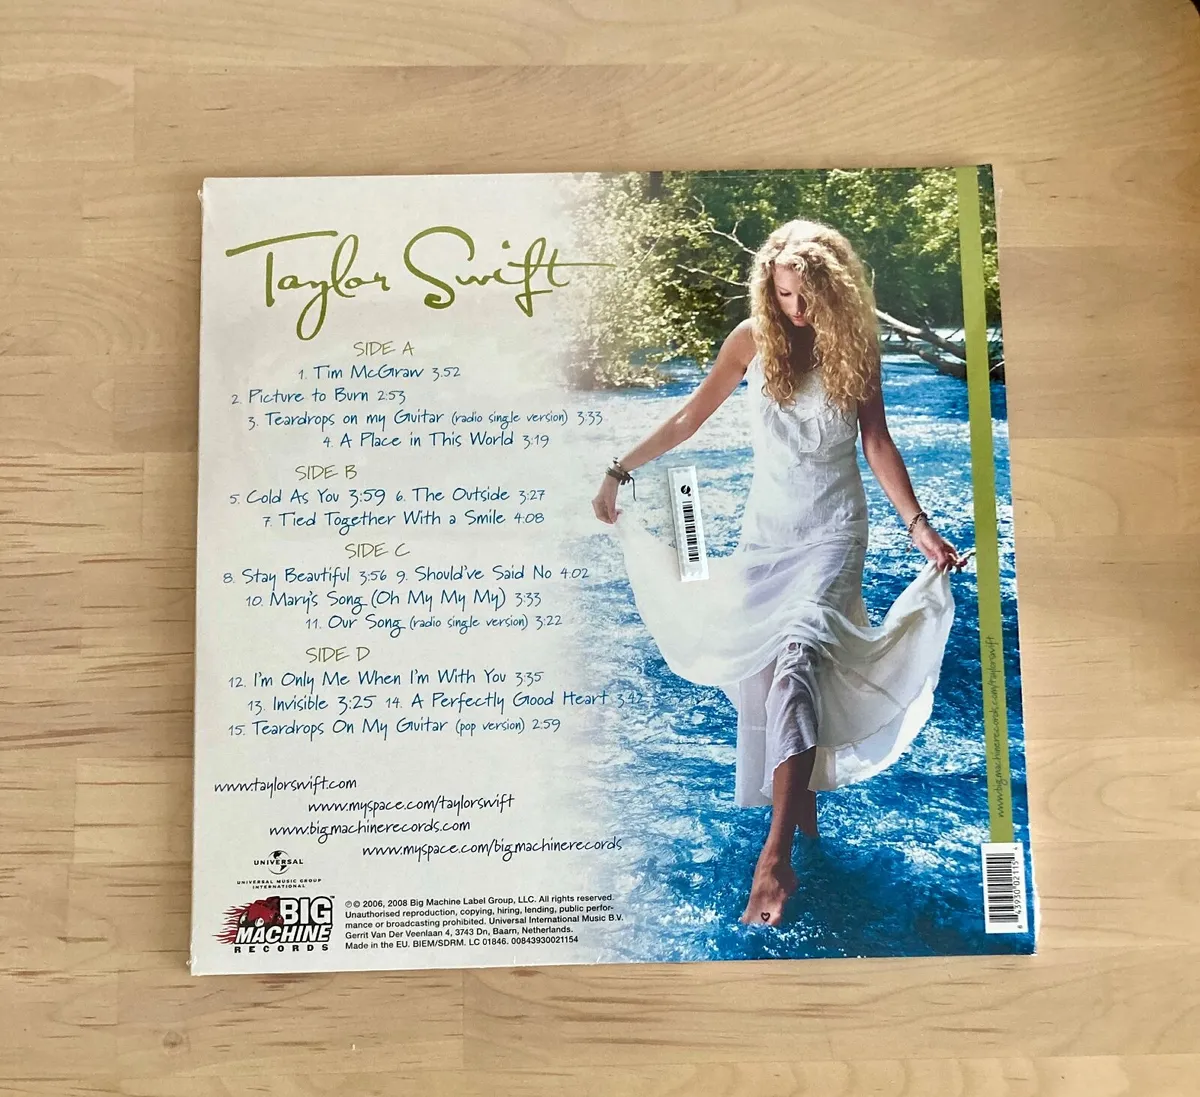 Taylor Swift
SIDE A
1. Tim McGraw 3:52
2. Picture to Burn 2:53
3. Teardrops on my Guitar (radio single version) 3:33
4. A Place in This World 3:19
SIDE B
5. Cold As You 3:59 6. The Outside 3:27
7. Tied Together With a Smile 4:08
SIDE C
8. Stay Beautiful 3:56 9. Should've Said No 4:02
10. Mary's Song (Oh My My My) 3:33
11. Our Song (radio single version) 3:22
SIDE D
12. I'm Only Me When I'm With You 3:35
13. Invisible 3:25 14. A Perfectly Good Heart 3:42
15. Teardrops On My Guitar (pop version) 2:59
www.taylorswift.com
www.myspace.com/taylorswift
www.bigmachinerecords.com
www.myspace.com/bigmachinerecords
UNIVERSAL
UNIVERSAL MUSIC GROUP
INTERNATIONAL
BIG
MACHINE
RECORDS
℗© 2006, 2008 Big Machine Label Group, LLC. All rights reserved.
Unauthorised reproduction, copying, hiring, lending, public perfor-
mance or broadcasting prohibited. Universal International Music B.V.
Gerrit Van Der Veenlaan 4, 3743 Dn, Baarn, Netherlands.
Made in the EU. BIEM/SDRM. LC 01846. 00843930021154
www.bigmachinerecords.com/taylorswift
8 43930 02115 4